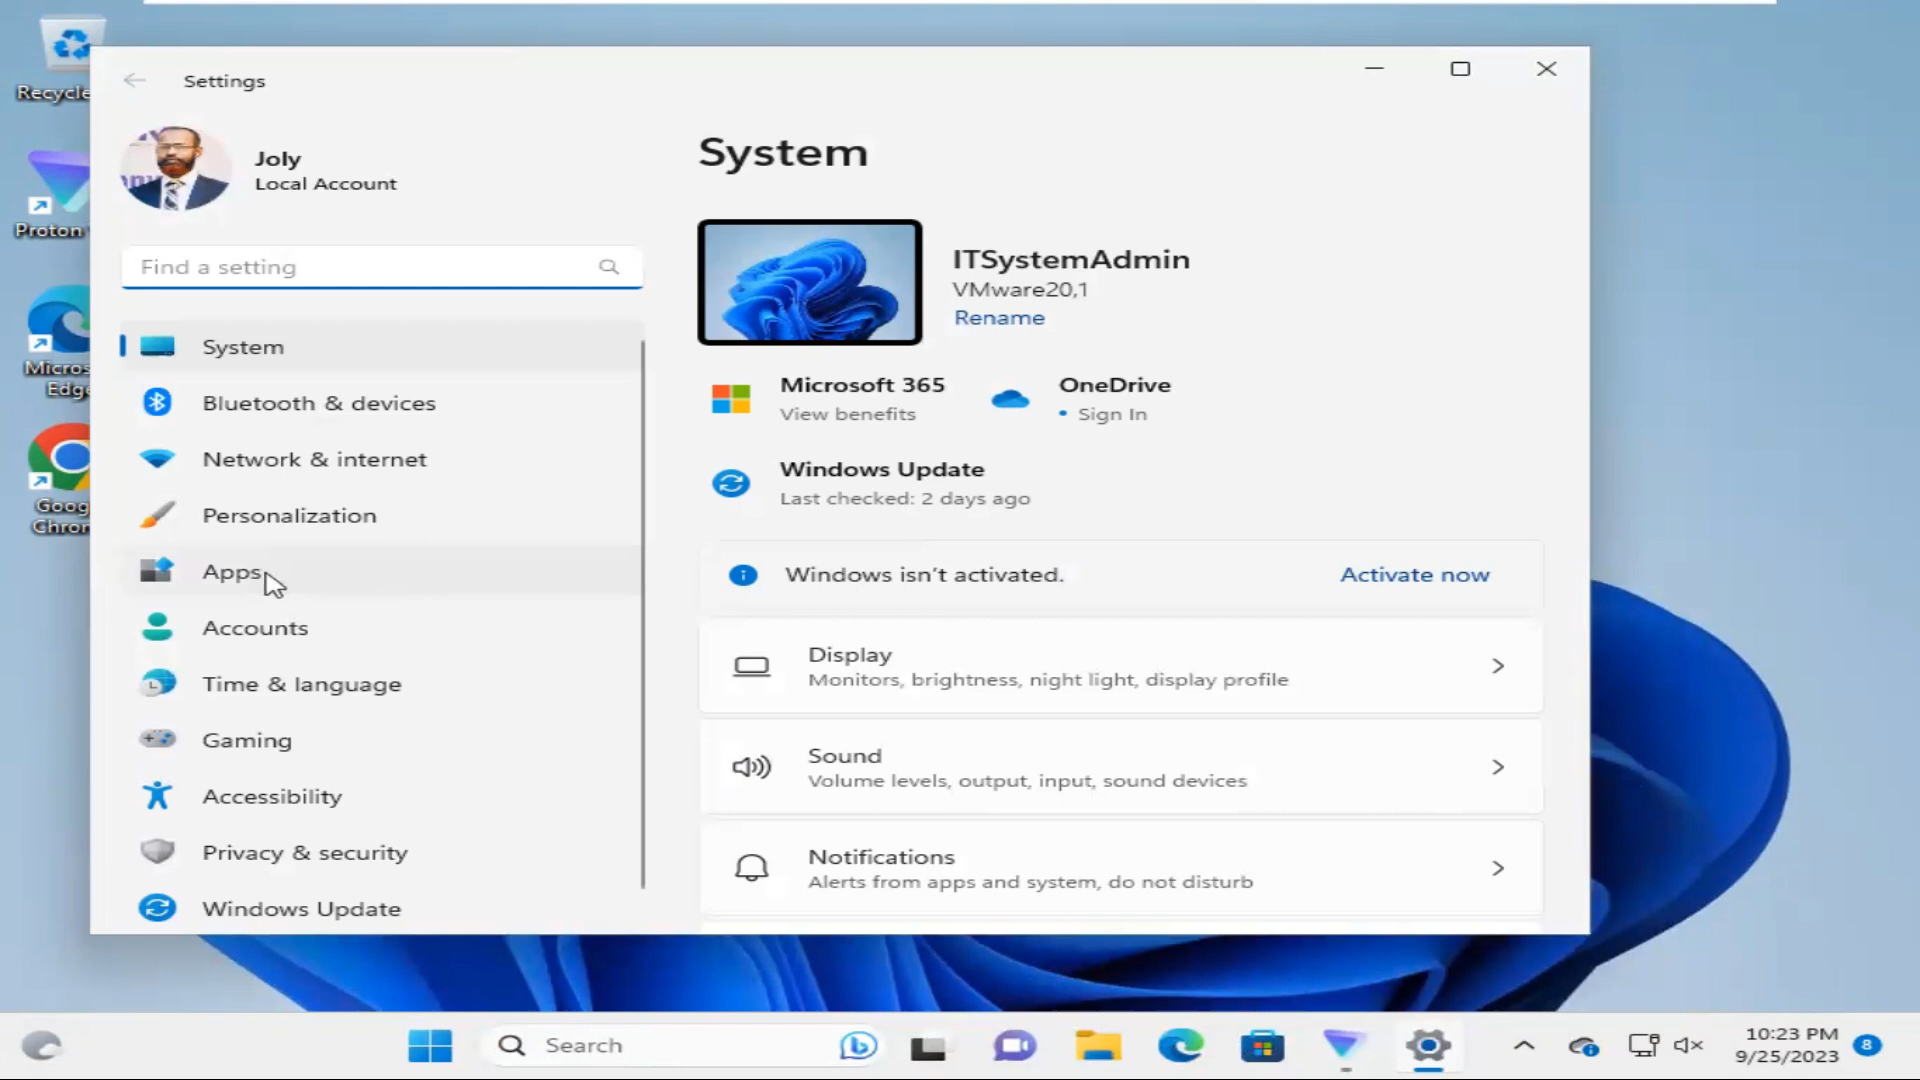 Recycle
Proton
Micros
Edge
Goog
Chron
Settings
Joly
Local Account
Find a setting
System
Bluetooth & devices
Network & internet
Personalization
Apps
Accounts
Time & language
Gaming
Accessibility
Privacy & security
Windows Update
System
ITSystemAdmin
VMware20,1
Rename
Microsoft 365
View benefits
OneDrive
• Sign In
Windows Update
Last checked: 2 days ago
Windows isn't activated.
Activate now
Display
Monitors, brightness, night light, display profile
Sound
Volume levels, output, input, sound devices
Notifications
Alerts from apps and system, do not disturb
Search
10:23 PM
9/25/2023
8